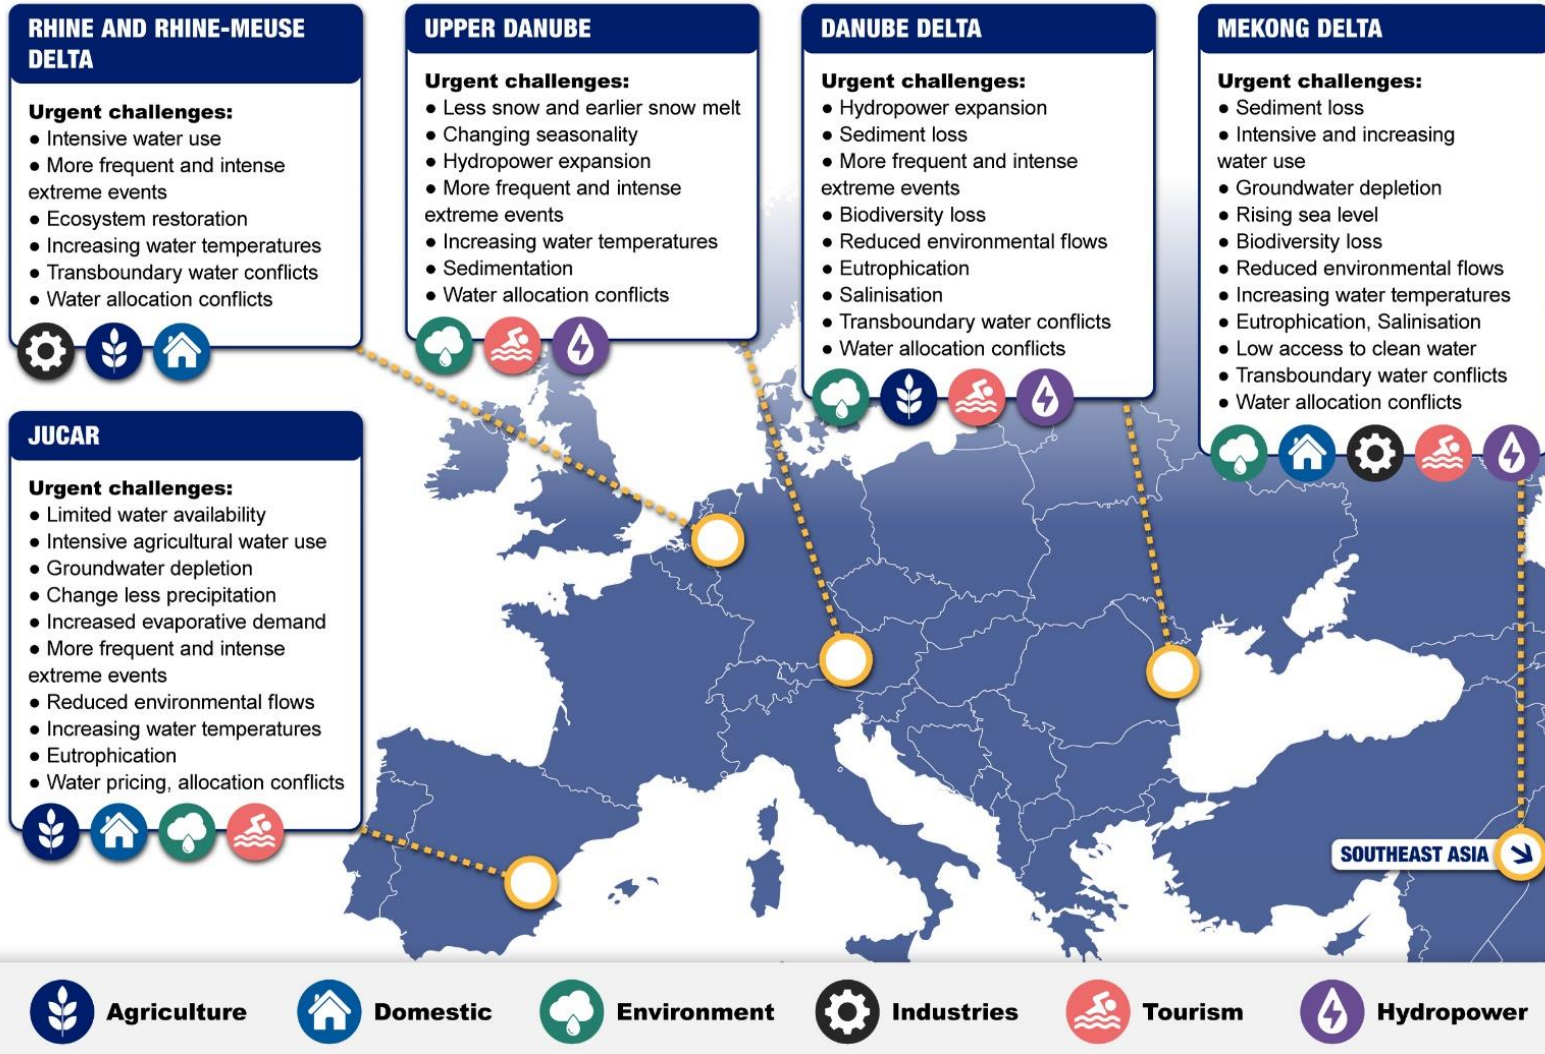 RHINE AND RHINE-MEUSE
DELTA
Urgent challenges:
● Intensive water use
● More frequent and intense
extreme events
● Ecosystem restoration
● Increasing water temperatures
● Transboundary water conflicts
● Water allocation conflicts
UPPER DANUBE
Urgent challenges:
● Less snow and earlier snow melt
● Changing seasonality
● Hydropower expansion
● More frequent and intense
extreme events
● Increasing water temperatures
● Sedimentation
● Water allocation conflicts
DANUBE DELTA
Urgent challenges:
● Hydropower expansion
● Sediment loss
● More frequent and intense
extreme events
● Biodiversity loss
● Reduced environmental flows
● Eutrophication
● Salinisation
● Transboundary water conflicts
● Water allocation conflicts
MEKONG DELTA
Urgent challenges:
● Sediment loss
● Intensive and increasing
water use
● Groundwater depletion
● Rising sea level
● Biodiversity loss
● Reduced environmental flows
● Increasing water temperatures
● Eutrophication, Salinisation
● Low access to clean water
● Transboundary water conflicts
● Water allocation conflicts
JUCAR
Urgent challenges:
● Limited water availability
● Intensive agricultural water use
● Groundwater depletion
● Change less precipitation
● Increased evaporative demand
● More frequent and intense
extreme events
● Reduced environmental flows
● Increasing water temperatures
● Eutrophication
● Water pricing, allocation conflicts
SOUTHEAST ASIA
Agriculture
Domestic
Environment
Industries
Tourism
Hydropower